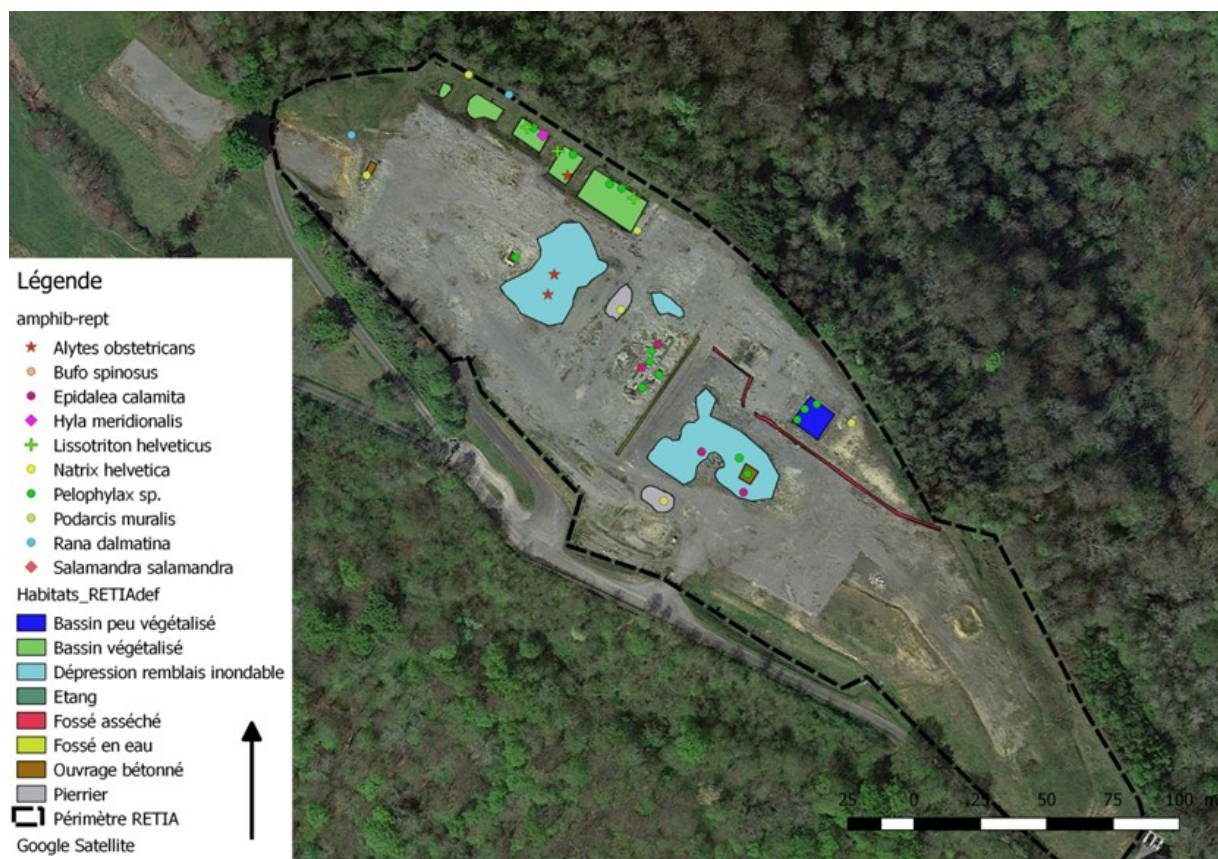 Légende
amphib-rept
Alytes obstetricans
Bufo spinosus
Epidalea calamita
Hyla meridionalis
Lissotriton helveticus
Natrix helvetica
Pelophylax sp.
Podarcis muralis
Rana dalmatina
Salamandra salamandra
Habitats_RETIAdef
Bassin peu végétalisé
Bassin végétalisé
Dépression remblais inondable
Etang
Fossé asséché
Fossé en eau
Ouvrage bétonné
Pierrier
Périmètre RETIA
Google Satellite
25 0 25 50 75 100 m